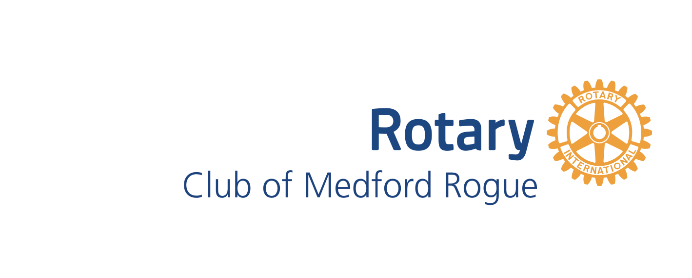 Rotary
Club of Medford Rogue
ROTARY
INTERNATIONAL